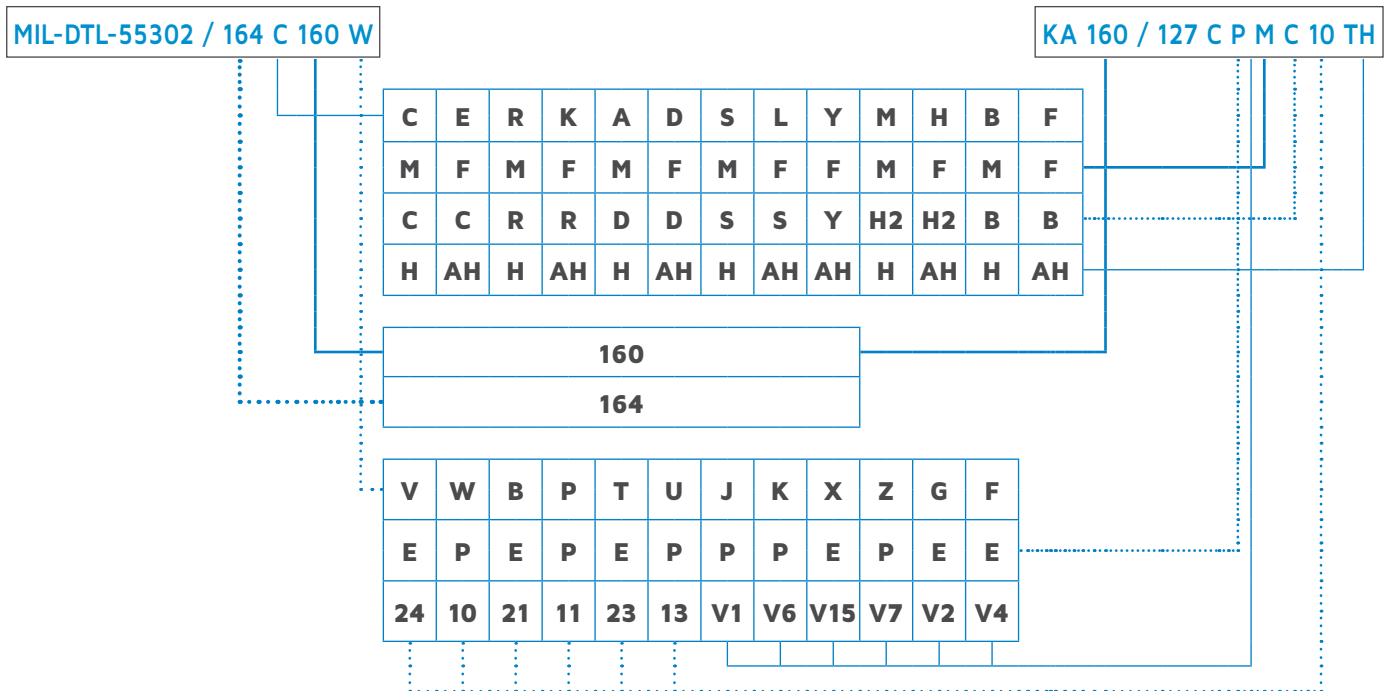 MIL-DTL-55302 / 164 C 160 W
KA 160 / 127 C P M C 10 TH
C E R K A D S L Y M H B F
M F M F M F M F F M F M F
C C R R D D S S Y H2 H2 B B
H AH H AH H AH H AH AH H AH H AH
160
164
V W B P T U J K X Z G F
E P E P E P P P E P E E
24 10 21 11 23 13 V1 V6 V15 V7 V2 V4